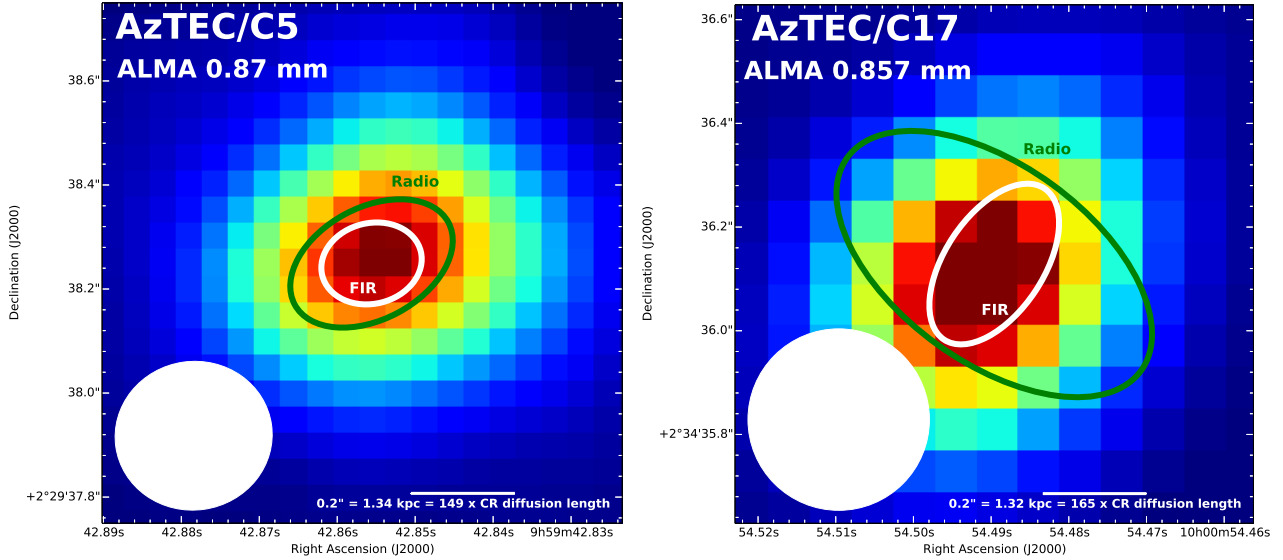 AzTEC/C5
ALMA 0.87 mm
38.6"
38.4"
38.2"
38.0"
+2°29'37.8"
Declination (J2000)
Radio
FIR
0.2" = 1.34 kpc = 149 x CR diffusion length
42.89s 42.88s 42.87s 42.86s 42.85s 42.84s 9h59m42.83s
Right Ascension (J2000)
AzTEC/C17
ALMA 0.857 mm
36.6"
36.4"
36.2"
36.0"
+2°34'35.8"
Declination (J2000)
Radio
FIR
0.2" = 1.32 kpc = 165 x CR diffusion length
54.52s 54.51s 54.50s 54.49s 54.48s 54.47s 10h00m54.46s
Right Ascension (J2000)